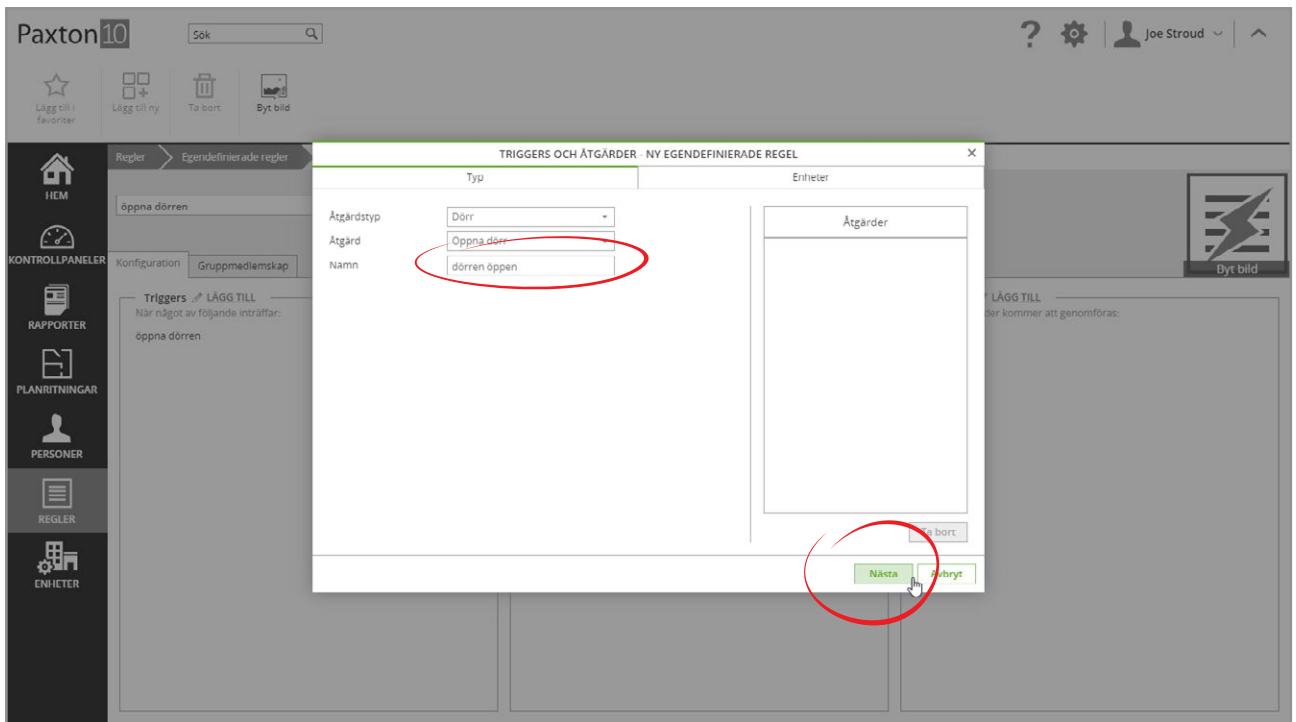 Paxton 10
Sök
Joe Stroud
Lägg till i favoriter
Lägg till ny
Ta bort
Byt bild
HEM
KONTROLLPANELER
RAPPORTER
PLANRITNINGAR
PERSONER
REGLER
ENHETER
Regler
Egendefinierade regler
öppna dörren
Byt bild
Konfiguration
Gruppmedlemskap
Triggers LÄGG TILL
När något av följande inträffar:
öppna dörren
LÄGG TILL
der kommer att genomföras:
TRIGGERS OCH ÅTGÄRDER - NY EGENDEFINIERADE REGEL
Typ
Enheter
Åtgärdstyp
Dörr
Åtgärd
Öppna dörr
Namn
dörren öppen
Åtgärder
Ta bort
Nästa
Avbryt